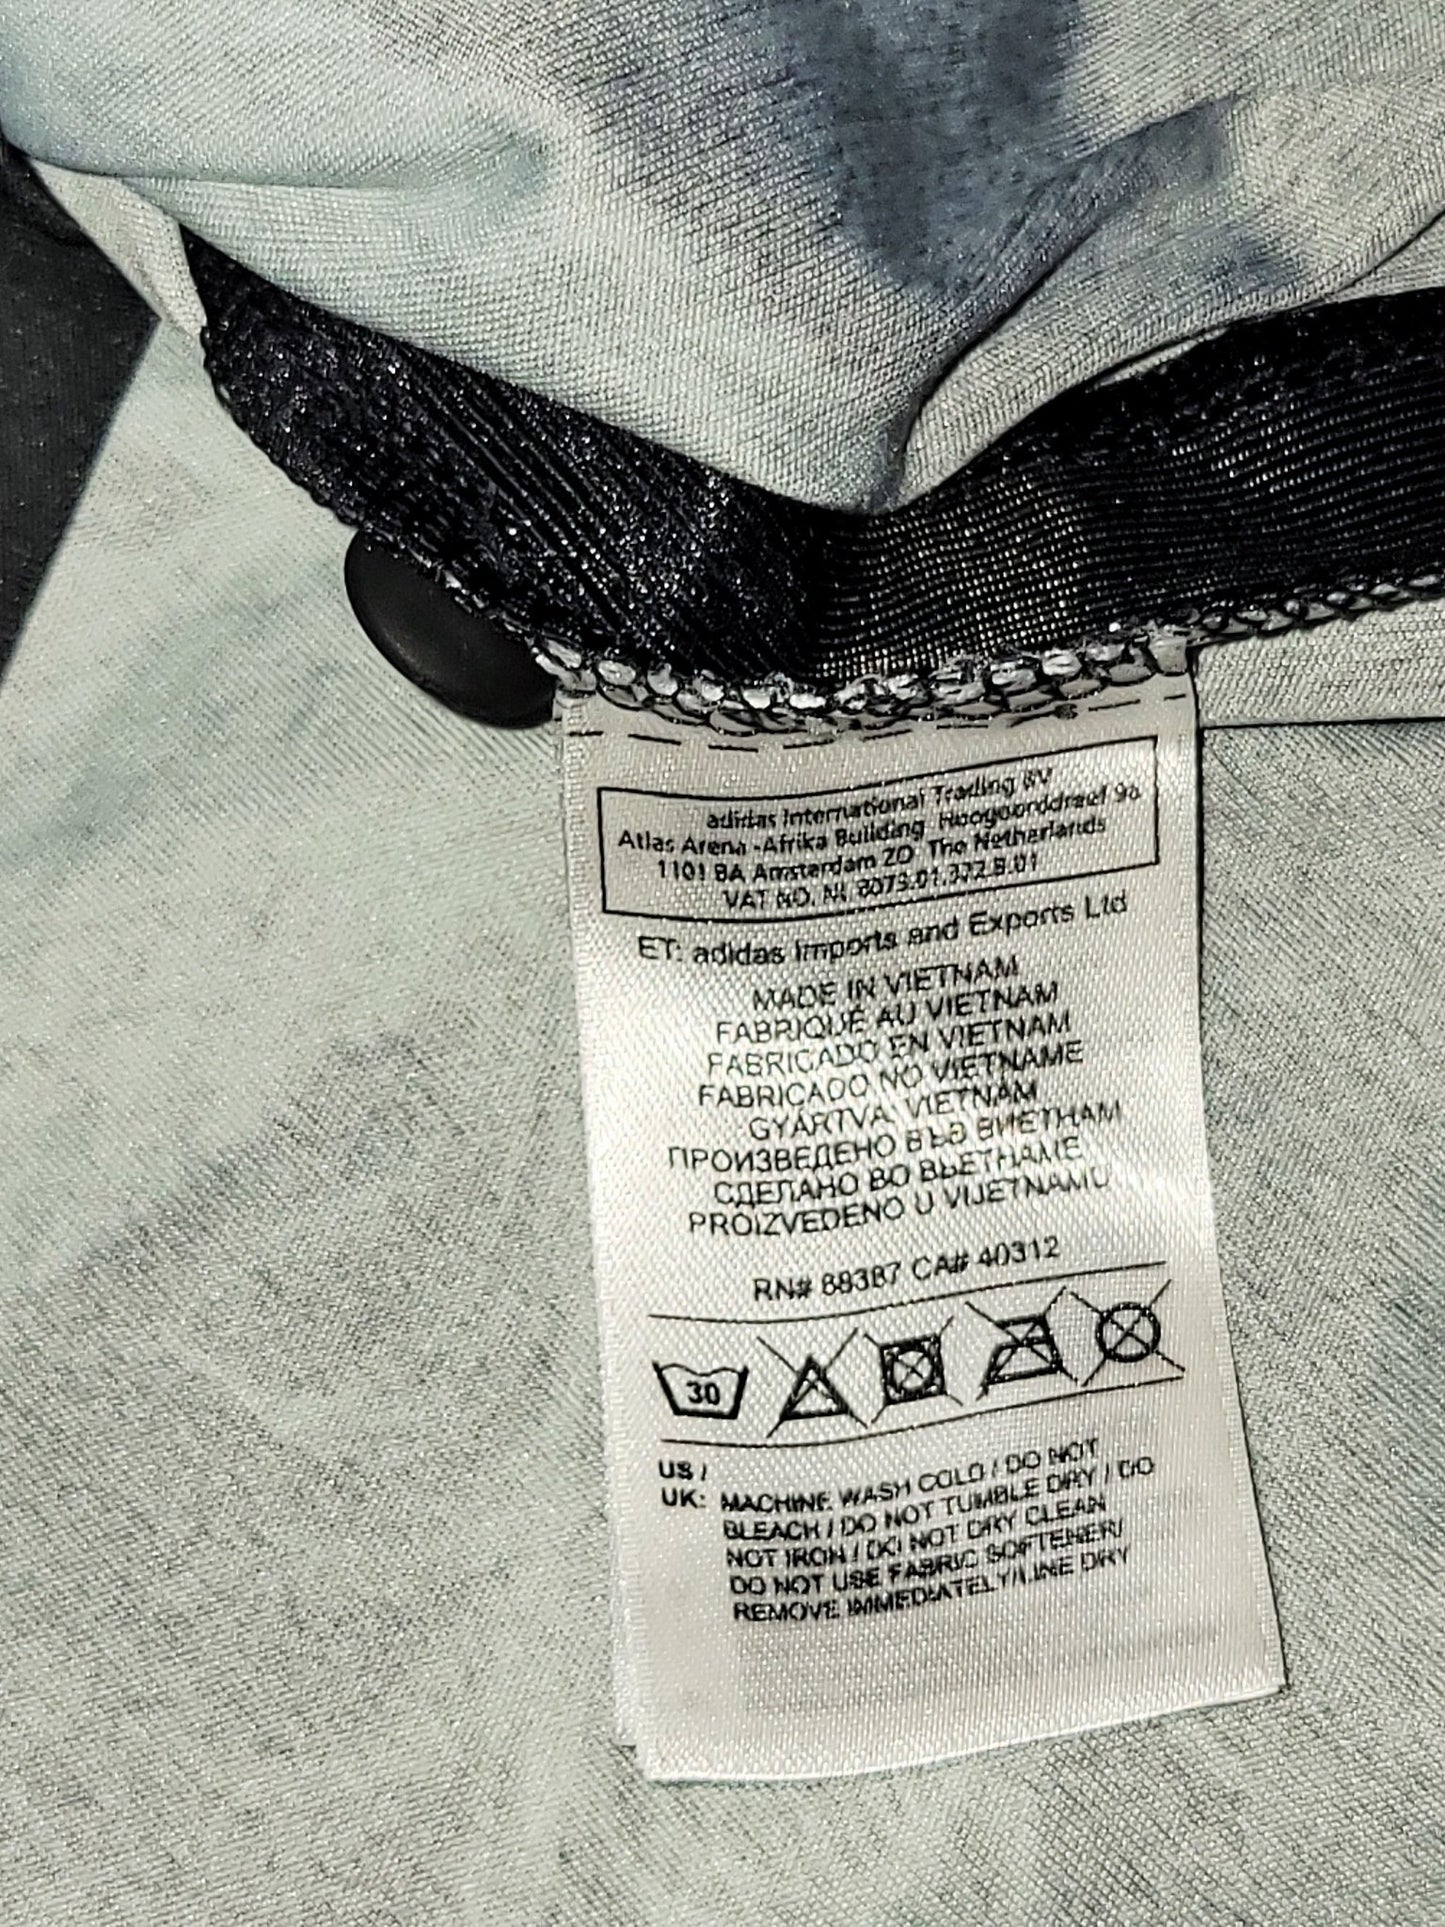 adidas International Trading BV
Atlas Arena -Afrika Building Hoogoorddreef 9a
1101 BA Amsterdam ZO The Netherlands
VAT NO. NL 8073.01.322.B.01
ET: adidas Imports and Exports Ltd
MADE IN VIETNAM
FABRIQUÉ AU VIETNAM
FABRICADO EN VIETNAM
FABRICADO NO VIETNAME
GYÁRTVA: VIETNAM
ПРОИЗВЕДЕНО ВЪВ ВИЕТНАМ
СДЕЛАНО ВО ВЬЕТНАМЕ
PROIZVEDENO U VIJETNAMU
RN# 88387 CA# 40312
30
US /
UK: MACHINE WASH COLD / DO NOT
BLEACH / DO NOT TUMBLE DRY / DO
NOT IRON / DO NOT DRY CLEAN
DO NOT USE FABRIC SOFTENER/
REMOVE IMMEDIATELY/LINE DRY